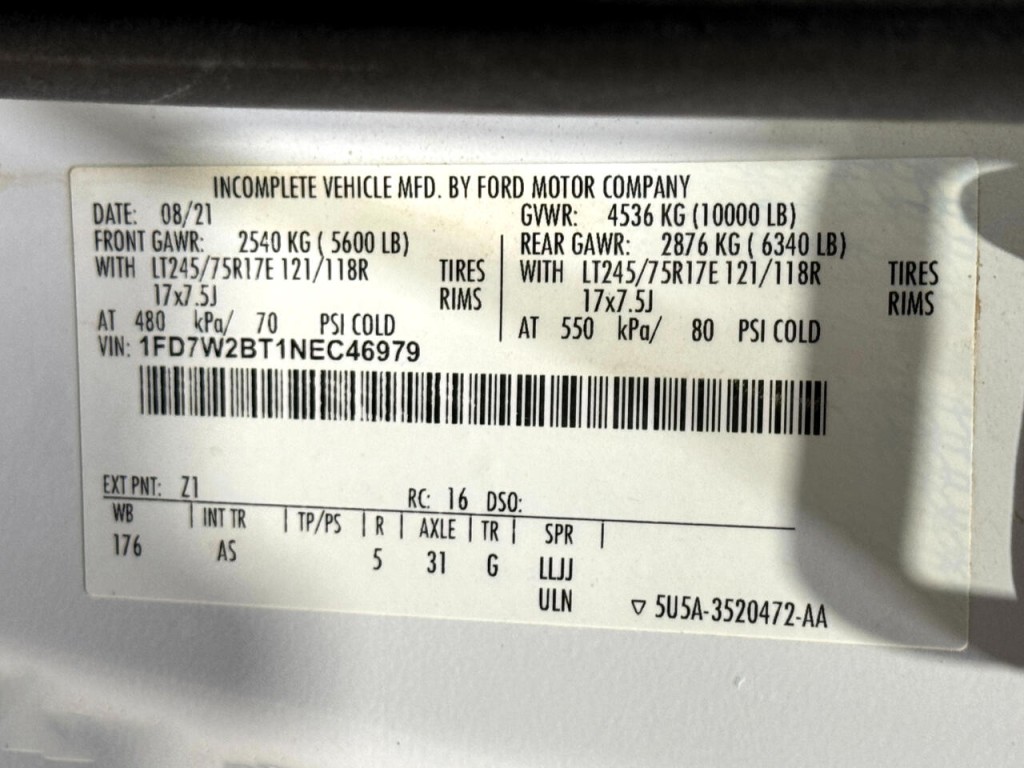 INCOMPLETE VEHICLE MFD. BY FORD MOTOR COMPANY
DATE: 08/21 GVWR: 4536 KG (10000 LB)
FRONT GAWR: 2540 KG ( 5600 LB) REAR GAWR: 2876 KG ( 6340 LB)
WITH LT245/75R17E 121/118R TIRES WITH LT245/75R17E 121/118R TIRES
17x7.5J RIMS 17x7.5J RIMS
AT 480 kPa/ 70 PSI COLD AT 550 kPa/ 80 PSI COLD
VIN: 1FD7W2BT1NEC46979
EXT PNT: Z1 RC: 16 DSO:
WB | INT TR | TP/PS | R | AXLE | TR | SPR |
176 AS 5 31 G LLJJ
ULN ▽ 5U5A-3520472-AA